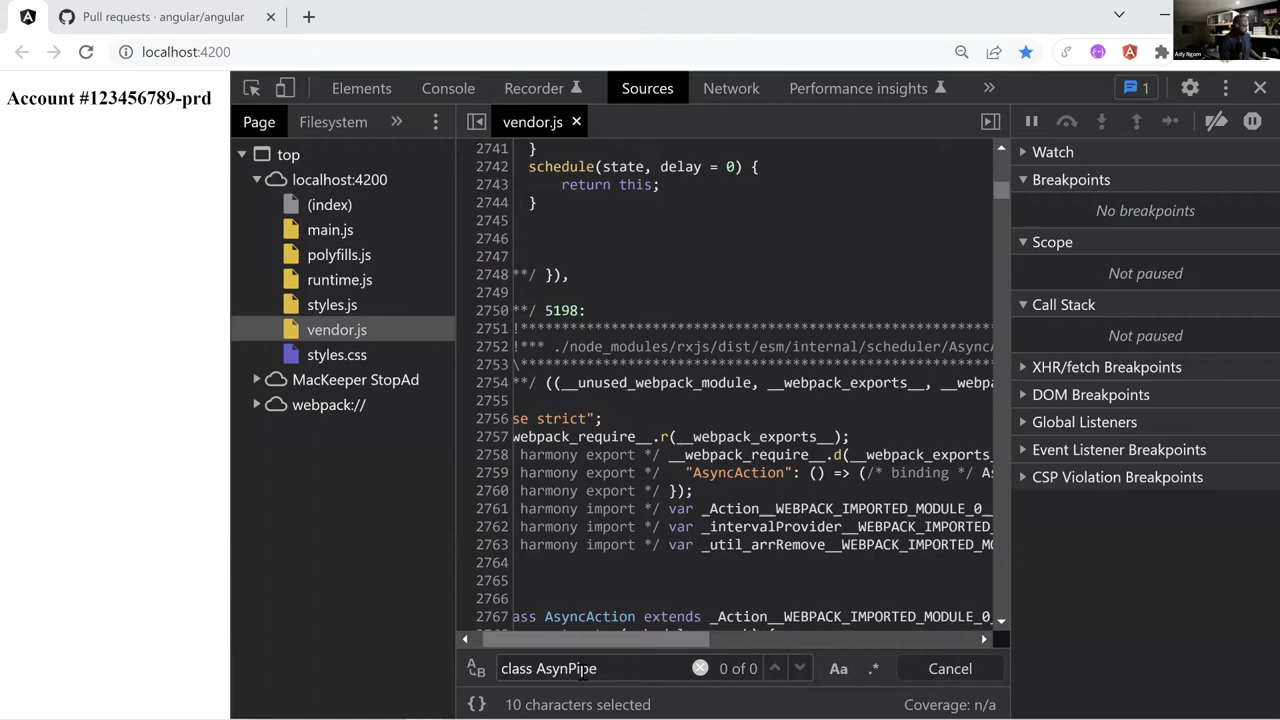 Pull requests · angular/angular
Ady Ngom
localhost:4200
Account #123456789-prd
Elements
Console
Recorder
Sources
Network
Performance insights
1
Page
Filesystem
vendor.js
top
localhost:4200
(index)
main.js
polyfills.js
runtime.js
styles.js
vendor.js
styles.css
MacKeeper StopAd
webpack://
2741 }
2742 schedule(state, delay = 0) {
2743 return this;
2744 }
2745
2746
2747
2748 **/ }),
2749
2750 **/ 5198:
2751 !****************************************************
2752 !*** ./node_modules/rxjs/dist/esm/internal/scheduler/AsyncA
2753 \****************************************************
2754 **/ ((__unused_webpack_module, __webpack_exports__, __webpa
2755
2756 se strict";
2757 webpack_require__.r(__webpack_exports__);
2758 harmony export */ __webpack_require__.d(__webpack_exports_
2759 harmony export */ "AsyncAction": () => (/* binding */ As
2760 harmony export */ });
2761 harmony import */ var _Action__WEBPACK_IMPORTED_MODULE_0__
2762 harmony import */ var _intervalProvider__WEBPACK_IMPORTED_
2763 harmony import */ var _util_arrRemove__WEBPACK_IMPORTED_MO
2764
2765
2766
2767 ass AsyncAction extends _Action__WEBPACK_IMPORTED_MODULE_0_
class AsynPipe
0 of 0
Aa
.*
Cancel
{ }
10 characters selected
Coverage: n/a
Watch
Breakpoints
No breakpoints
Scope
Not paused
Call Stack
Not paused
XHR/fetch Breakpoints
DOM Breakpoints
Global Listeners
Event Listener Breakpoints
CSP Violation Breakpoints